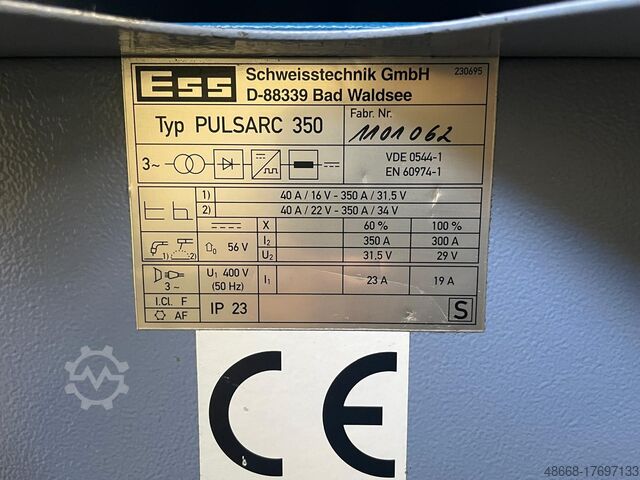 Ess Schweisstechnik GmbH 230695
D-88339 Bad Waldsee
Typ PULSARC 350 Fabr. Nr. 1101062
3~ VDE 0544-1
EN 60974-1
1) 40 A / 16 V - 350 A / 31,5 V
2) 40 A / 22 V - 350 A / 34 V
X 60 % 100 %
1) 2) U0 56 V I2 350 A 300 A
U2 31,5 V 29 V
3~ U1 400 V (50 Hz) I1 23 A 19 A
I.Cl. F IP 23 S
AF
CE
48668-17697133